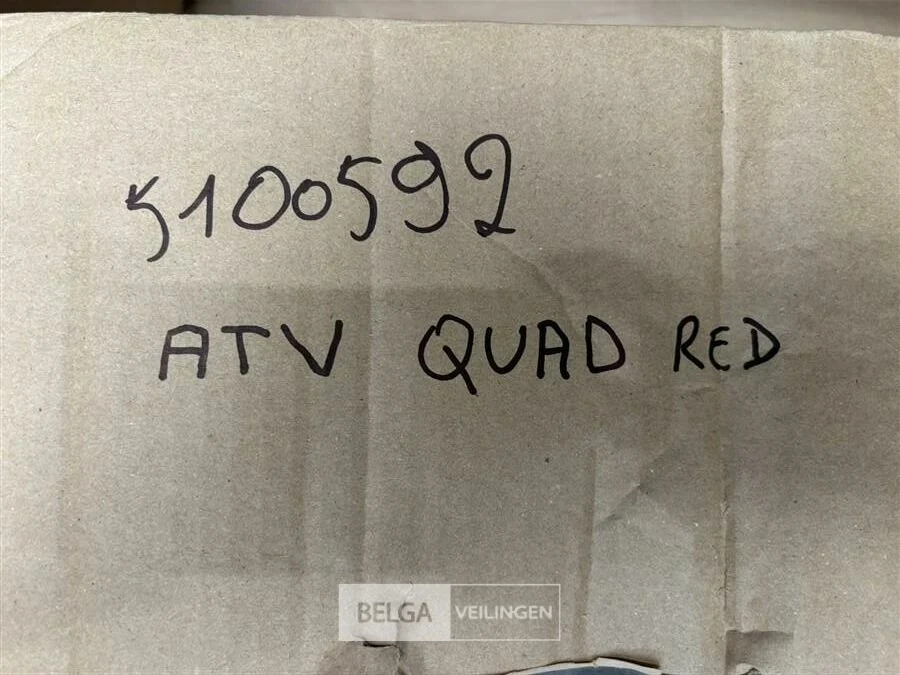 5100592
ATV QUAD RED
BELGA VEILINGEN